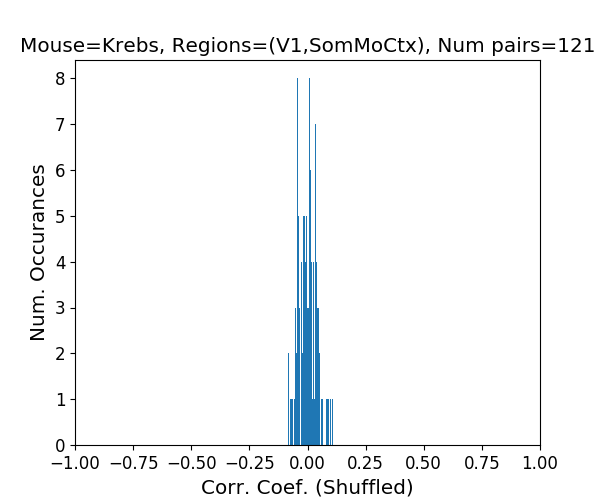 Mouse=Krebs, Regions=(V1,SomMoCtx), Num pairs=121
8
7
6
5
4
3
2
1
0
Num. Occurances
−1.00 −0.75 −0.50 −0.25 0.00 0.25 0.50 0.75 1.00
Corr. Coef. (Shuffled)